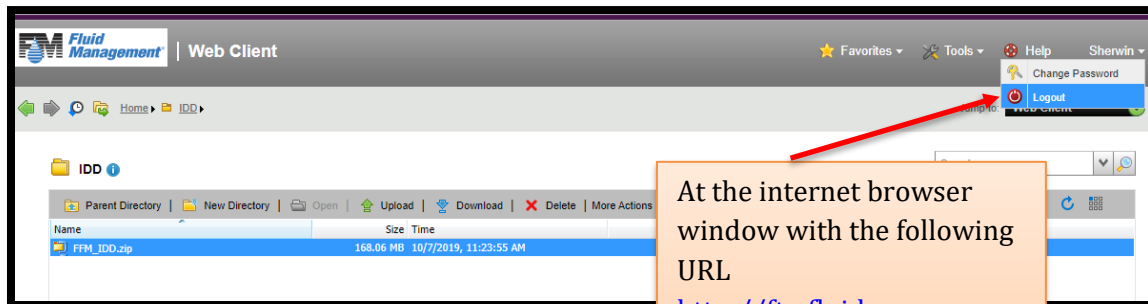 FM Fluid Management | Web Client
Favorites Tools Help Sherwin
Change Password
Logout
Home IDD
Jump to: Web Client
IDD
Parent Directory | New Directory | Open | Upload | Download | Delete | More Actions
Name Size Time
FFM_IDD.zip 168.06 MB 10/7/2019, 11:23:55 AM
At the internet browser
window with the following
URL